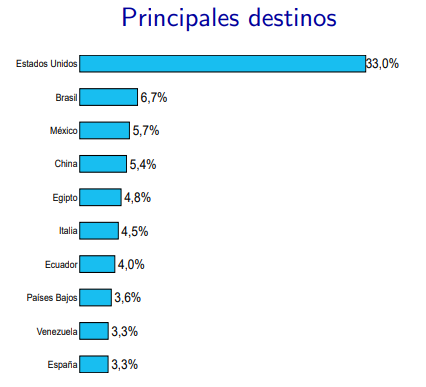 Principales destinos
Estados Unidos 33,0%
Brasil 6,7%
México 5,7%
China 5,4%
Egipto 4,8%
Italia 4,5%
Ecuador 4,0%
Países Bajos 3,6%
Venezuela 3,3%
España 3,3%